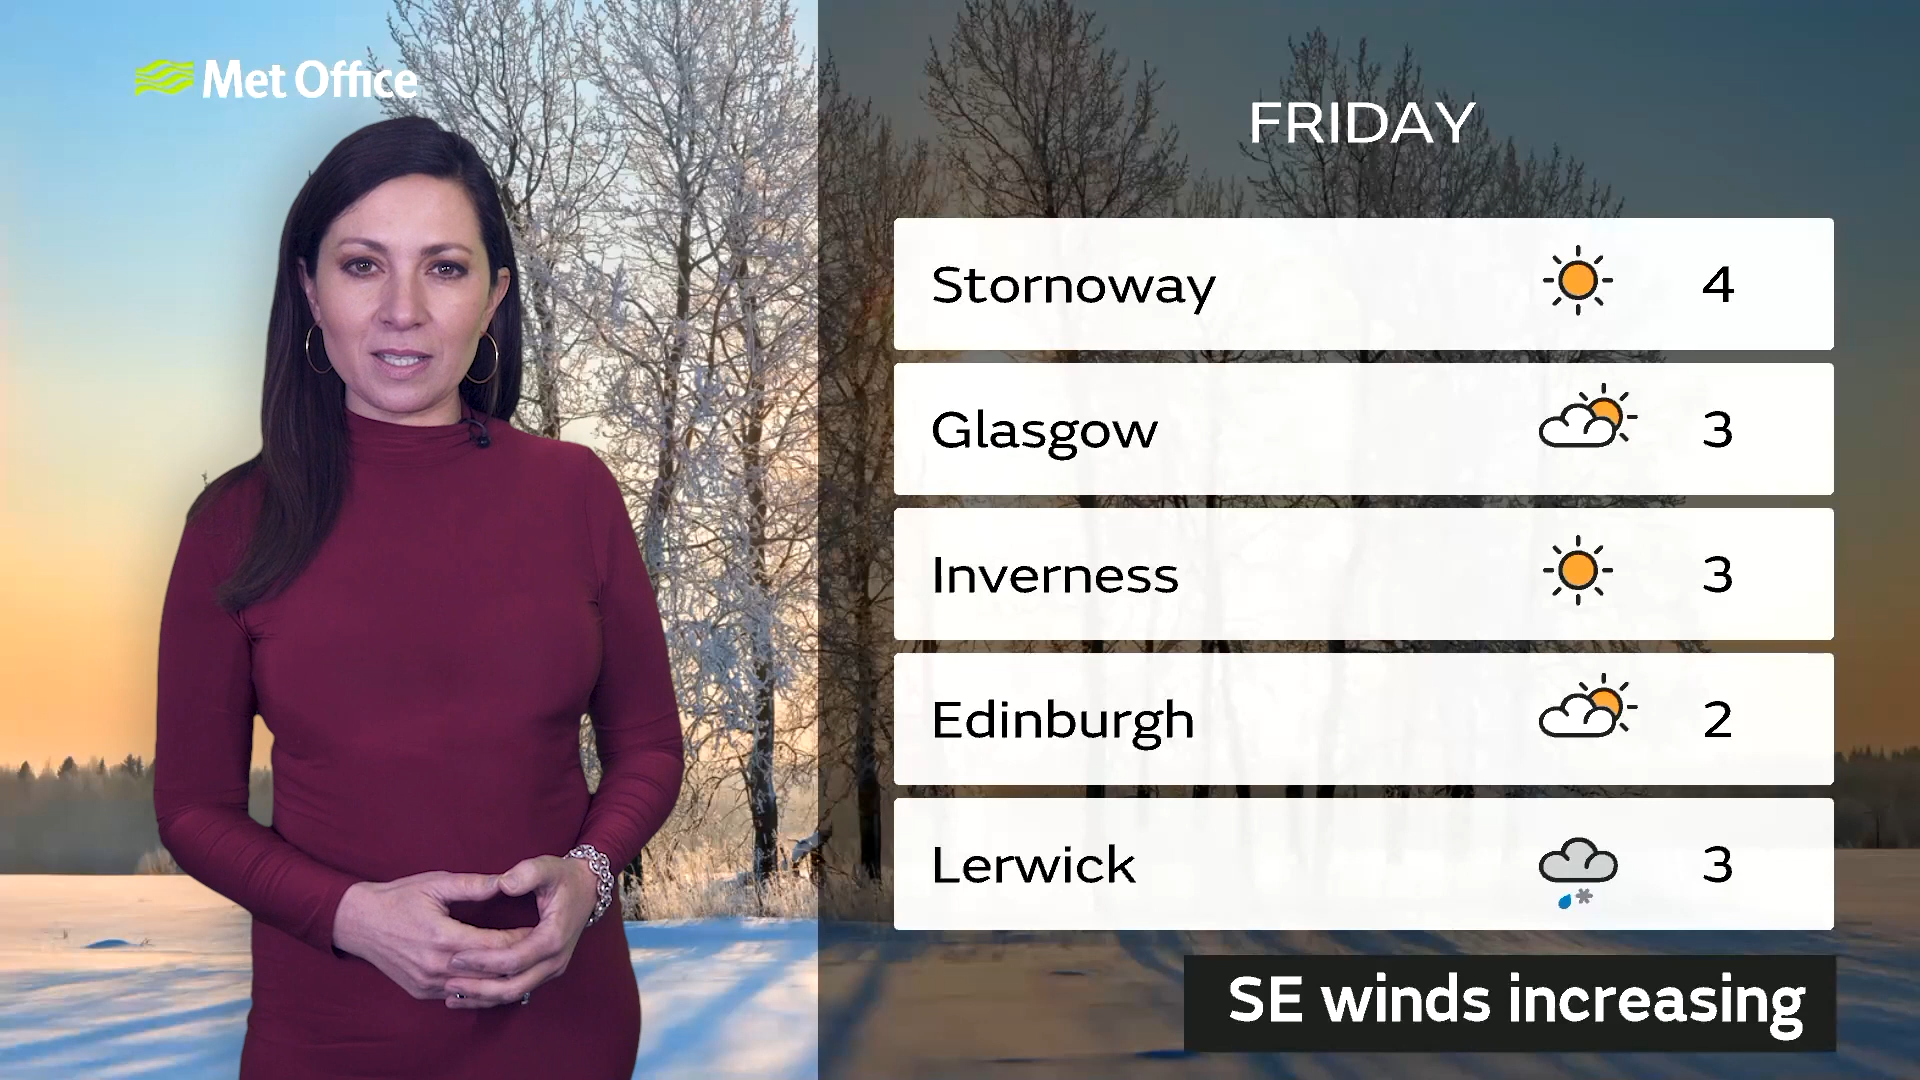 Met Office
FRIDAY
Stornoway 4
Glasgow 3
Inverness 3
Edinburgh 2
Lerwick 3
SE winds increasing